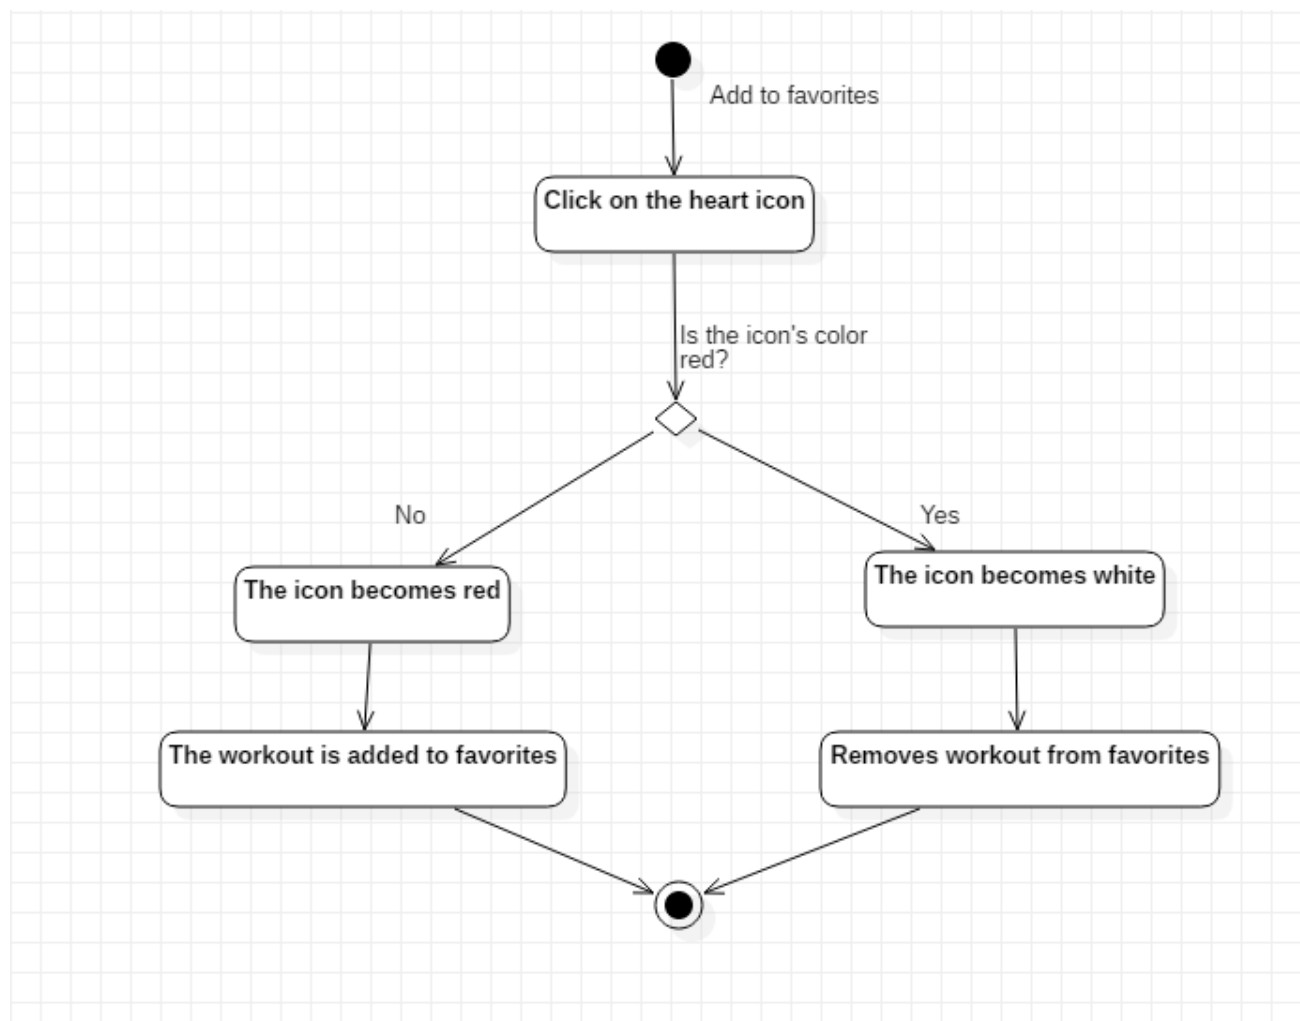 Add to favorites
Click on the heart icon
Is the icon's color
red?
No
Yes
The icon becomes red
The icon becomes white
The workout is added to favorites
Removes workout from favorites